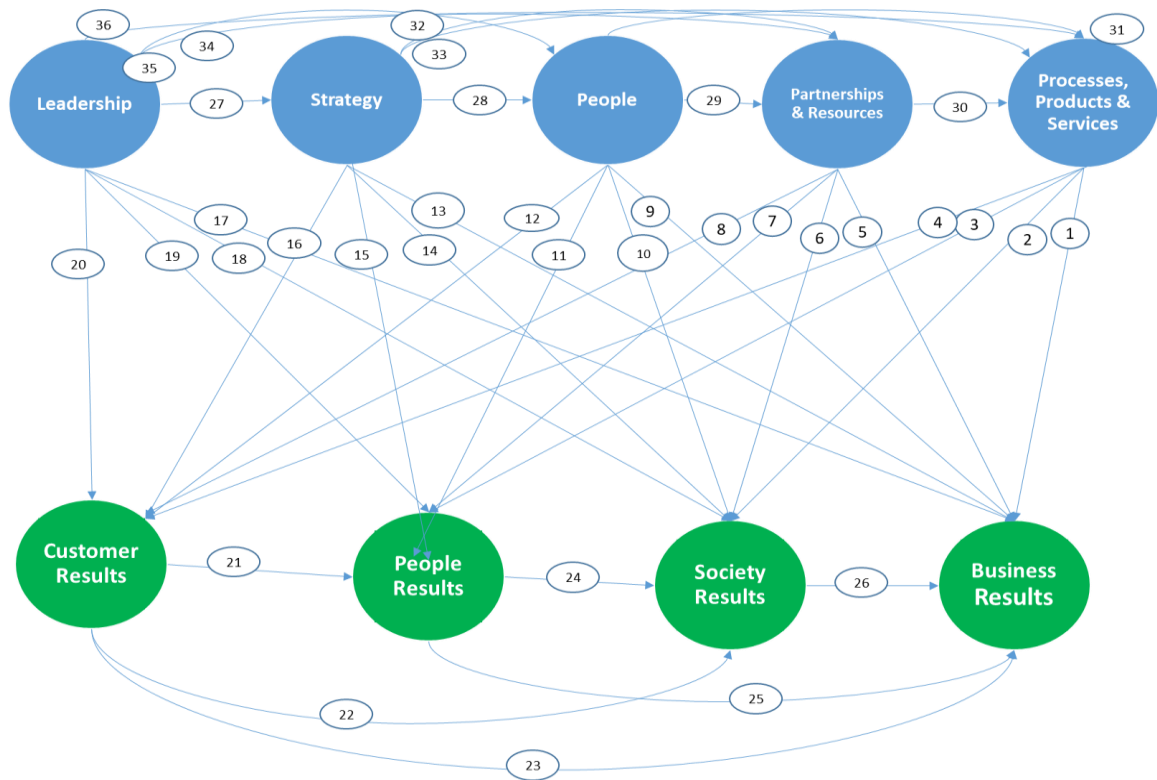 36
32
31
34
33
35
Leadership
27
Strategy
28
People
29
Partnerships
& Resources
30
Processes,
Products &
Services
17
13
12
9
8
7
4
3
20
19
18
16
15
14
11
10
6
5
2
1
Customer
Results
21
People
Results
24
Society
Results
26
Business
Results
22
25
23